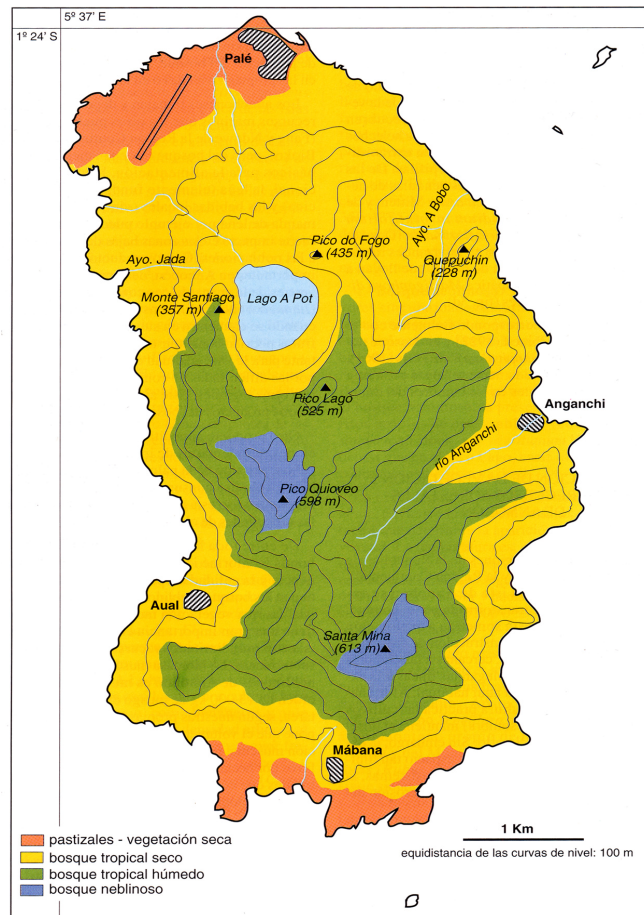 5º 37' E
1º 24' S
Palé
Ayo. A Bobo
Pico do Fogo
(435 m)
Quepuchin
(228 m)
Ayo. Jada
Monte Santiago
(357 m)
Lago A Pot
Pico Lago
(525 m)
Anganchi
río Anganchi
Pico Quioveo
(598 m)
Aual
Santa Mina
(613 m)
Mábana
pastizales - vegetación seca
bosque tropical seco
bosque tropical húmedo
bosque neblinoso
1 Km
equidistancia de las curvas de nivel: 100 m